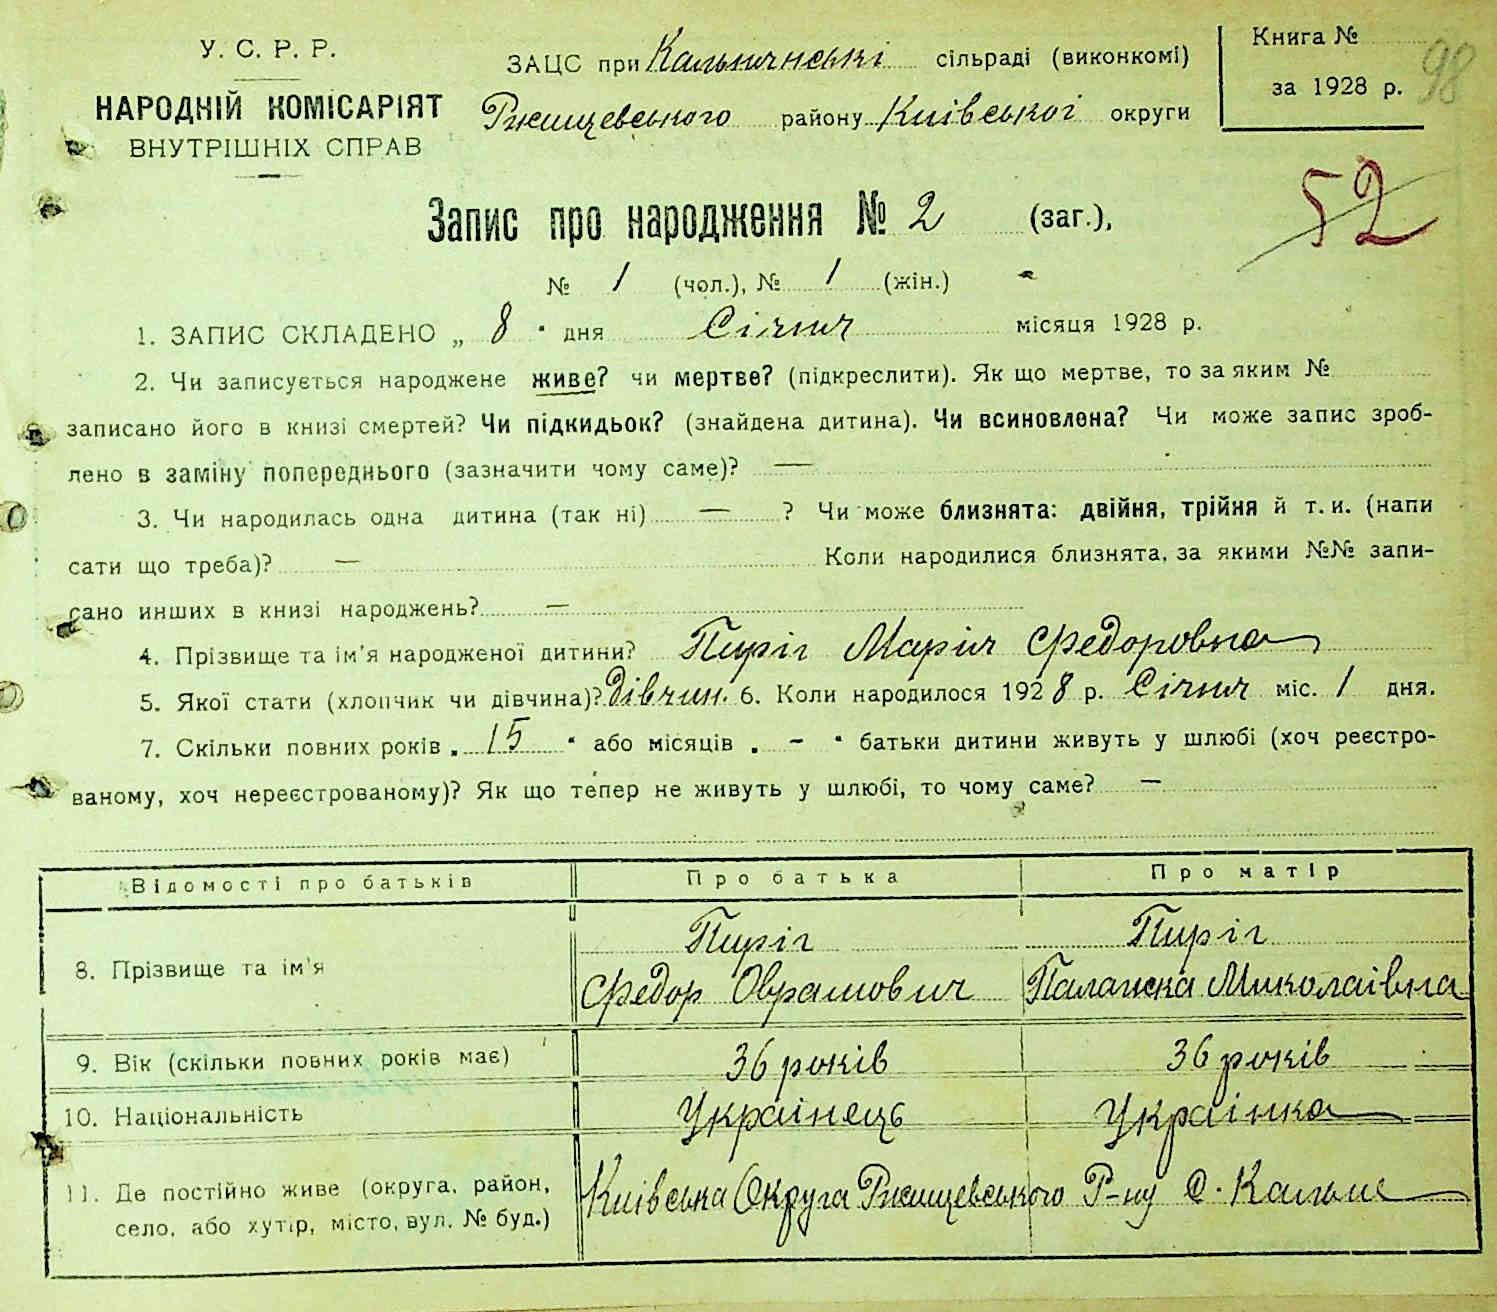 У. С. Р. Р.
НАРОДНІЙ КОМІСАРІЯТ
ВНУТРІШНІХ СПРАВ
ЗАЦС при Кальничнські сільраді (виконкомі)
Ржищевського району Київської округи
Книга №
за 1928 р.
98
52
Запис про народження № 2 (заг.),
№ 1 (чол.), № 1 (жін.)
1. ЗАПИС СКЛАДЕНО „ 8 " дня Січня місяця 1928 р.
2. Чи записується народжене живе? чи мертве? (підкреслити). Як що мертве, то за яким №
записано його в книзі смертей? Чи підкидьок? (знайдена дитина). Чи всиновлена? Чи може запис зроб-
лено в заміну попереднього (зазначити чому саме)? —
3. Чи народилась одна дитина (так ні) — ? Чи може близнята: двійня, трійня й т. и. (напи
сати що треба)? — Коли народилися близнята, за якими №№ запи-
сано инших в книзі народжень? —
4. Прізвище та ім'я народженої дитини? Пиріг Марія Федоровна
5. Якої стати (хлопчик чи дівчина)? дівчин. 6. Коли народилося 1928 р. Січня міс. 1 дня.
7. Скільки повних років „ 15 " або місяців „ - " батьки дитини живуть у шлюбі (хоч реєстро-
ваному, хоч нереєстрованому)? Як що тепер не живуть у шлюбі, то чому саме? —
Відомості про батьків Про батька Про матір
8. Прізвище та ім'я Пиріг Пиріг
Федор Оврамович Палажка Миколаівна
9. Вік (скільки повних років має) 36 років 36 років
10. Національність Украінець Украінка
11. Де постійно живе (округа, район, Київська Округа Ржищевського Р-ну С.
село, або хутір, місто, вул. № буд.)